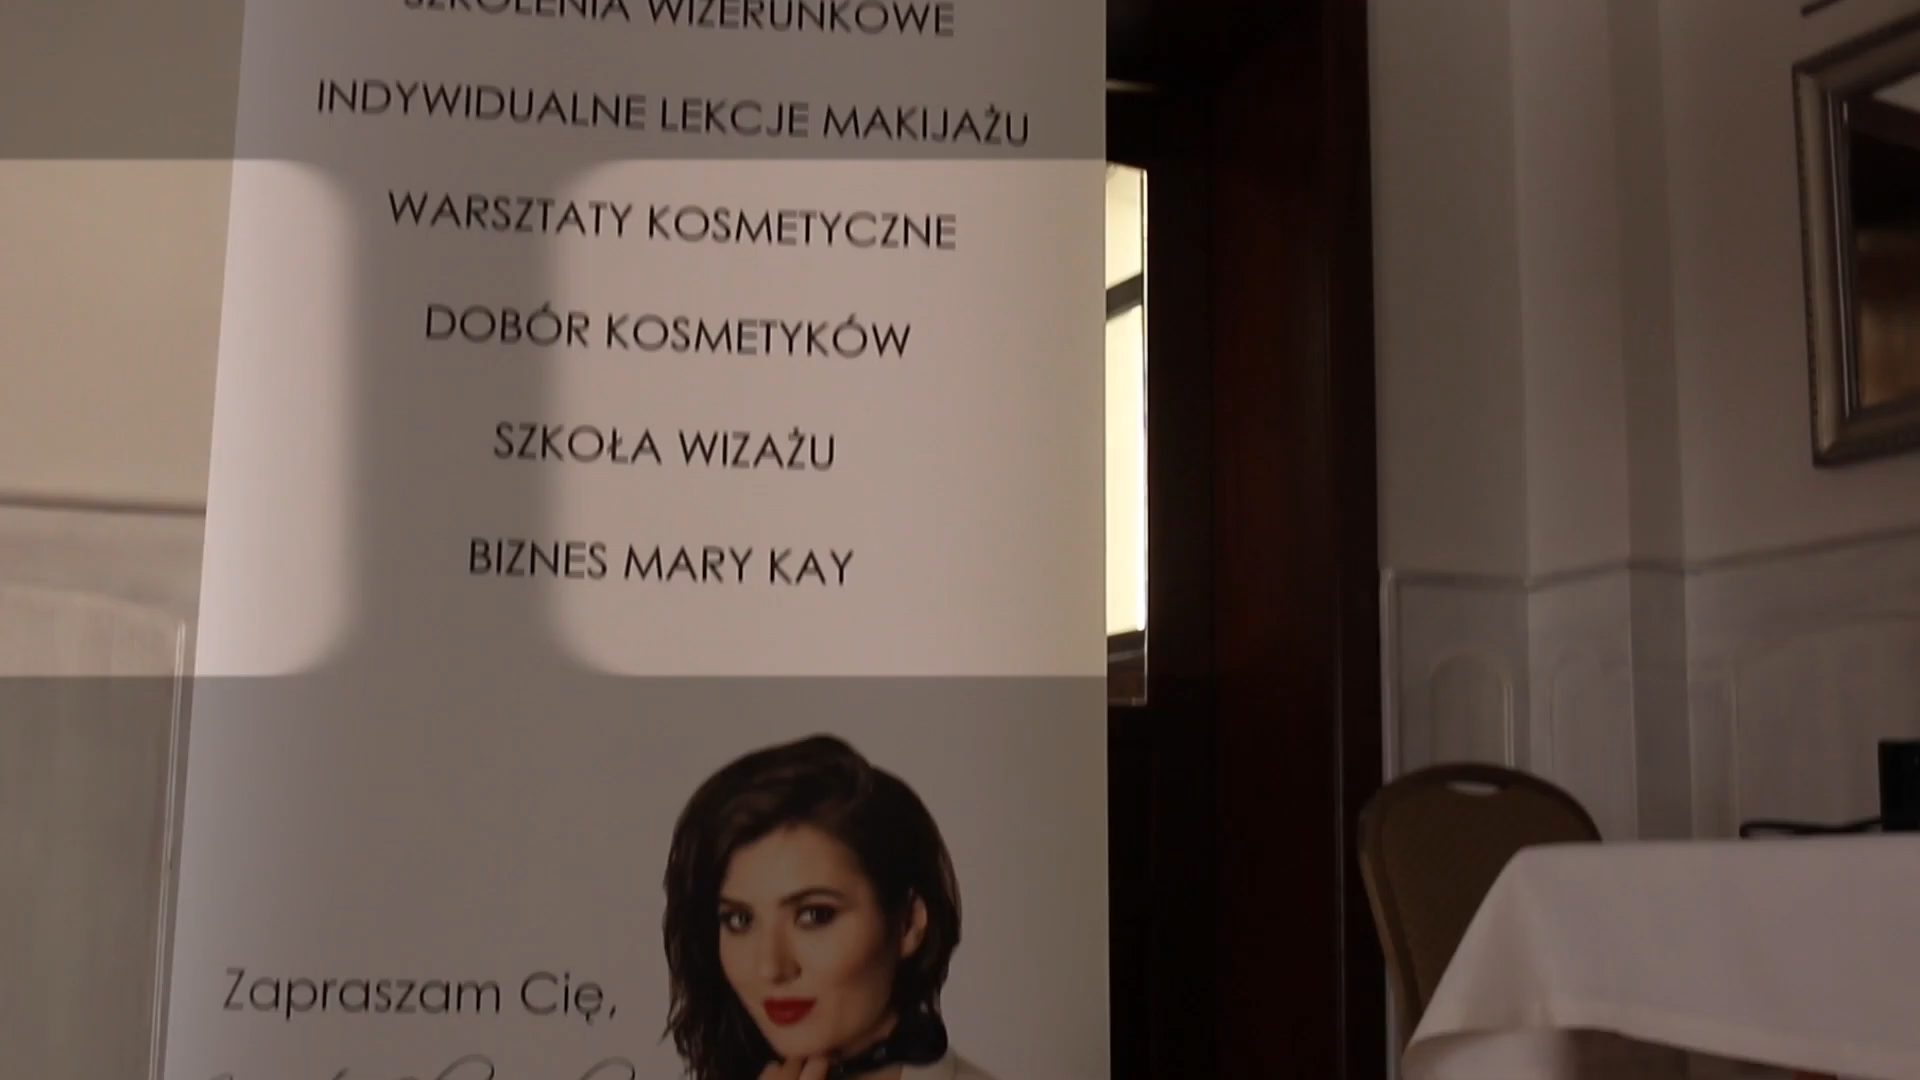 SZKOLENIA WIZERUNKOWE
INDYWIDUALNE LEKCJE MAKIJAŻU
WARSZTATY KOSMETYCZNE
DOBÓR KOSMETYKÓW
SZKOŁA WIZAŻU
BIZNES MARY KAY
Zapraszam Cię,